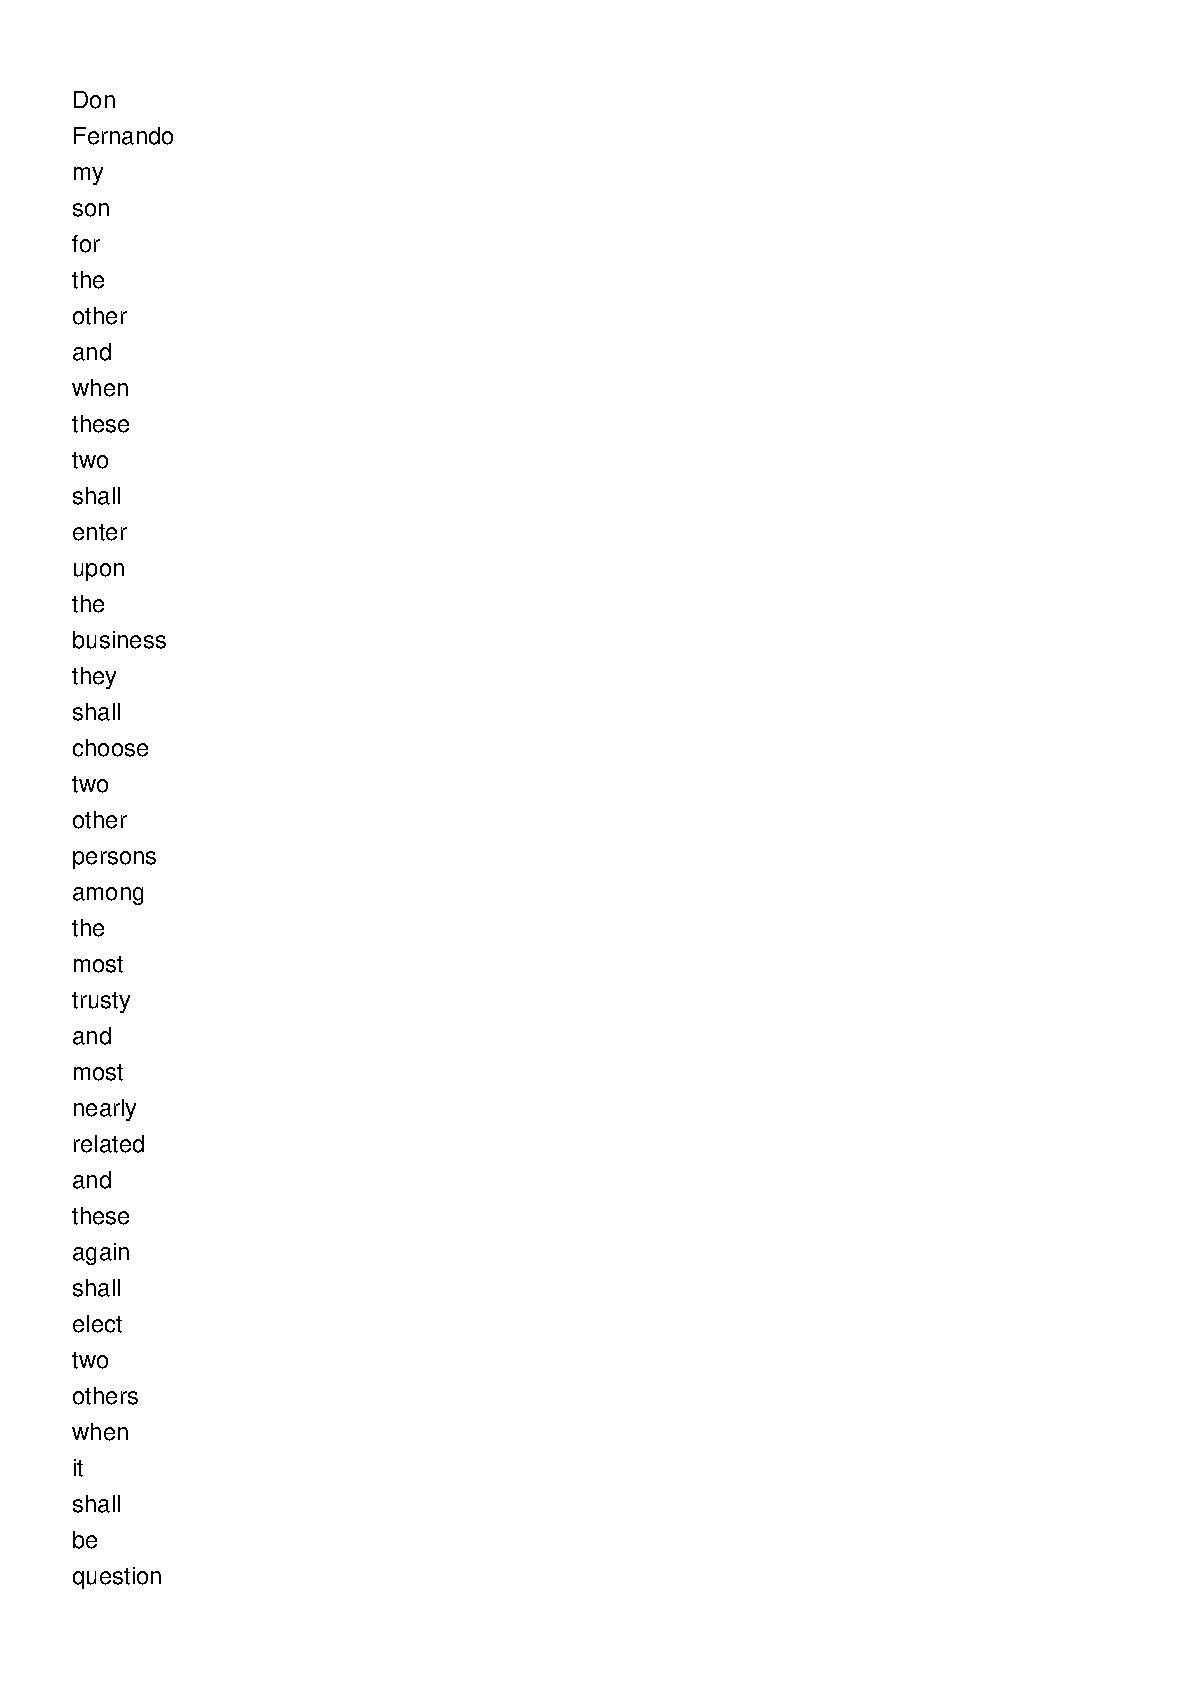 Don
Fernando
my
son
for
the
other
and
when
these
two
shall
enter
upon
the
business
they
shall
choose
two
other
persons
among
the
most
trusty
and
most
nearly
related
and
these
again
shall
elect
two
others
when
it
shall
be
question